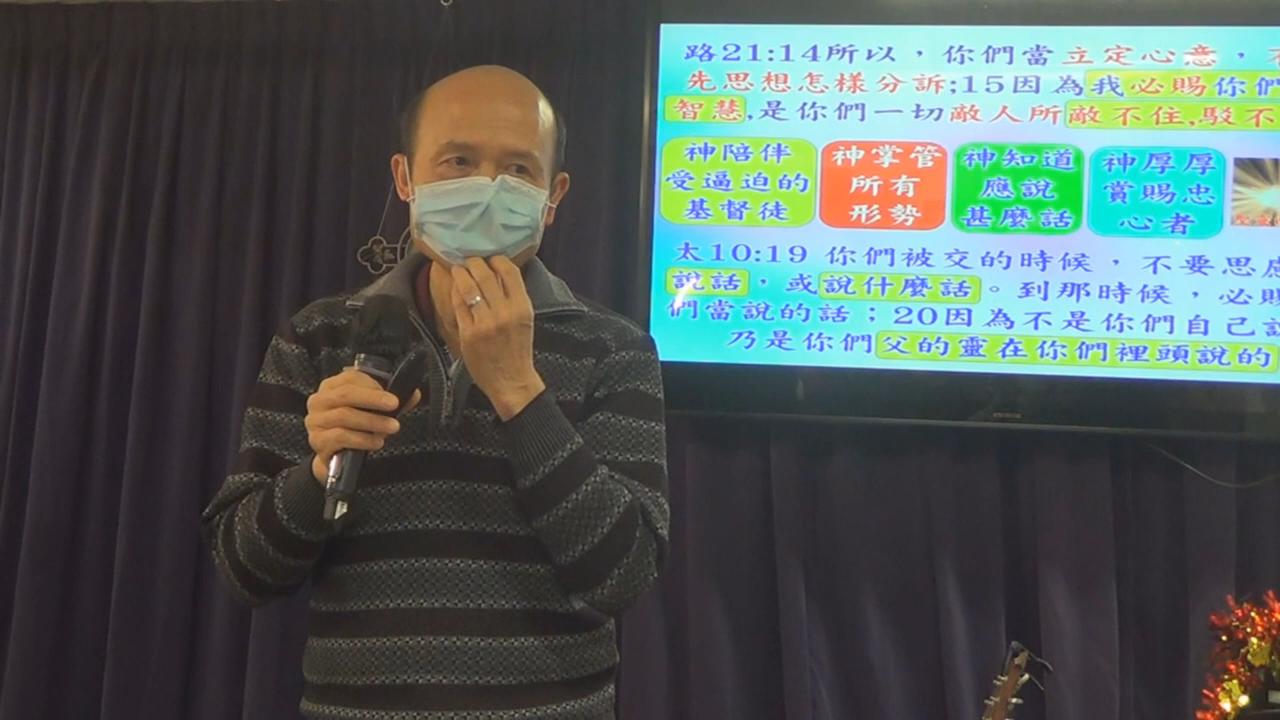 路21:14所以，你們當立定心意，
先思想怎樣分訴;15因為我必賜你們
智慧,是你們一切敵人所敵不住,駁不
神陪伴
受逼迫的
基督徒
神掌管
所有
形勢
神知道
應說
甚麼話
神厚厚
賞賜忠
心者
太10:19 你們被交的時候，不要思慮
說話，或說什麼話。到那時候，必賜
們當說的話；20因為不是你們自己說
乃是你們父的靈在你們裡頭說的